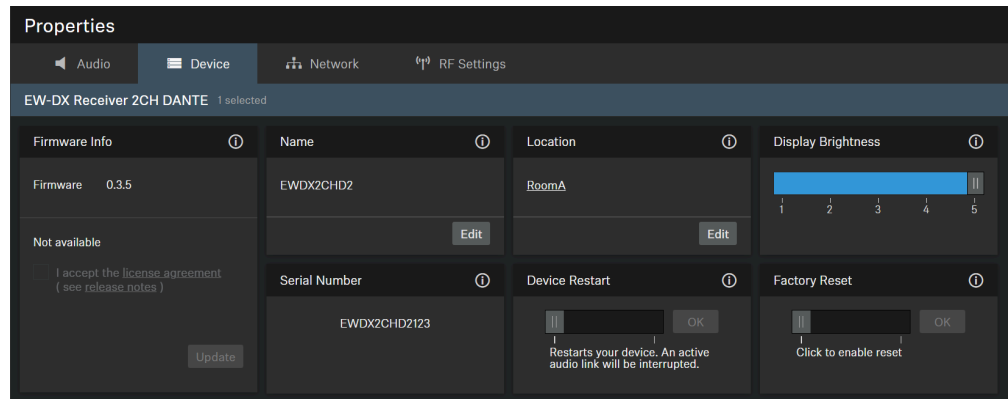 Properties
Audio
Device
Network
RF Settings
EW-DX Receiver 2CH DANTE 1 selected
Firmware Info
Firmware 0.3.5
Not available
I accept the license agreement
( see release notes )
Update
Name
EWDX2CHD2
Edit
Location
RoomA
Edit
Display Brightness
1 2 3 4 5
Serial Number
EWDX2CHD2123
Device Restart
OK
Restarts your device. An active
audio link will be interrupted.
Factory Reset
OK
Click to enable reset